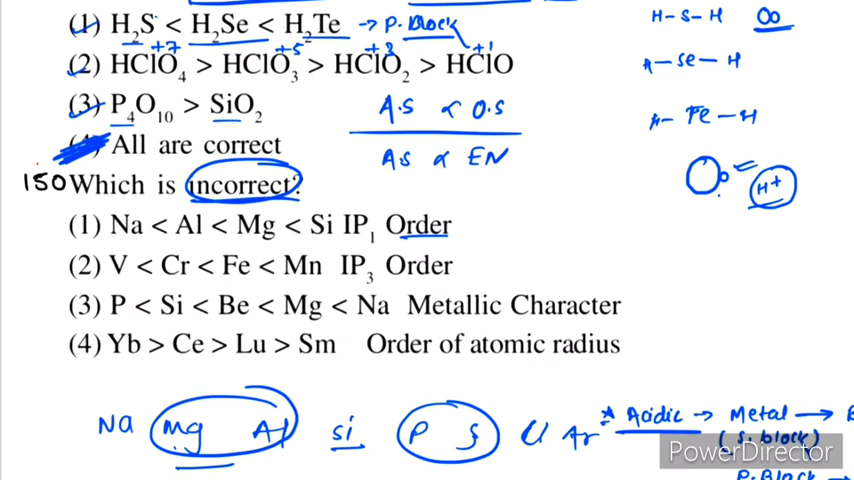 (1) H₂S < H₂Se < H₂Te → P. Block
+7 +5 +3 +1
(2) HClO₄ > HClO₃ > HClO₂ > HClO
(3) P₄O₁₀ > SiO₂
All are correct
A.S ∝ O.S
A.S ∝ EN
H-S-H
Se-H
Fe-H
H+
150 Which is incorrect?
(1) Na < Al < Mg < Si IP₁ Order
(2) V < Cr < Fe < Mn IP₃ Order
(3) P < Si < Be < Mg < Na Metallic Character
(4) Yb > Ce > Lu > Sm Order of atomic radius
Na Mg Al Si P S Cl Ar
* Acidic → Metal →
(S.block)
P.Block →
PowerDirector